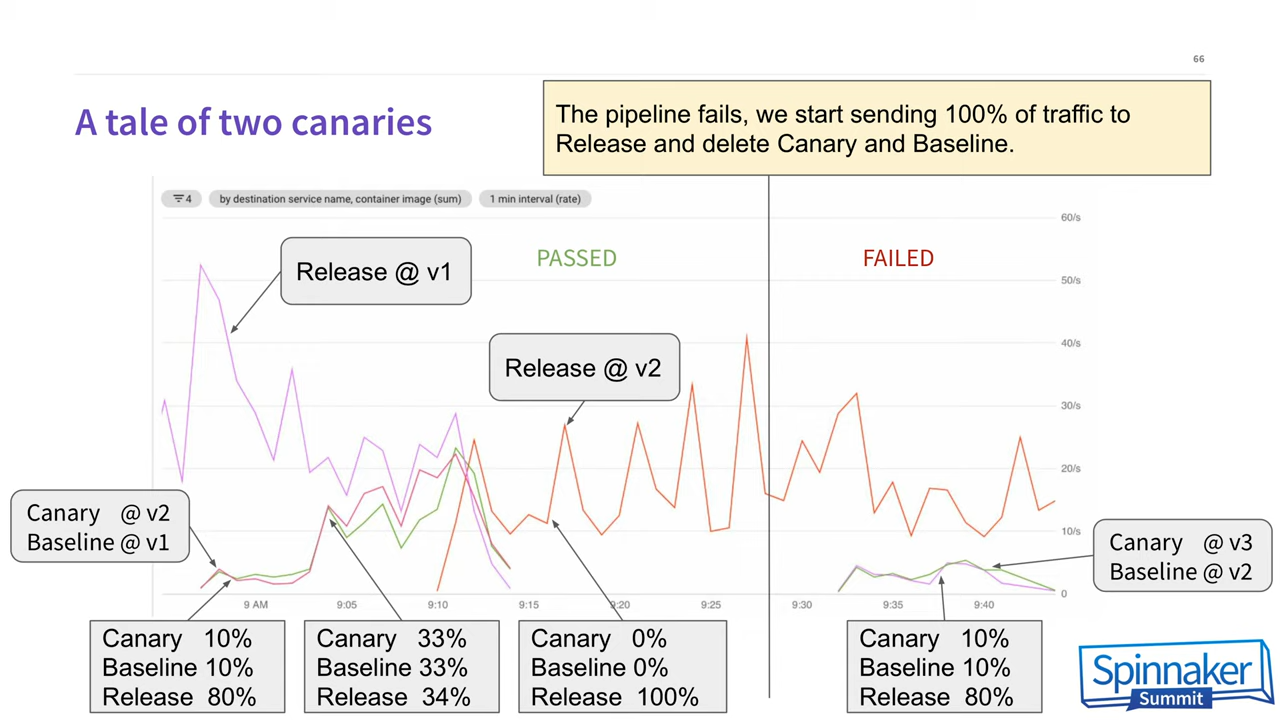 66
A tale of two canaries
The pipeline fails, we start sending 100% of traffic to
Release and delete Canary and Baseline.
4
by destination service name, container image (sum)
1 min interval (rate)
60/s
50/s
40/s
30/s
20/s
10/s
0
PASSED
FAILED
Release @ v1
Release @ v2
Canary @ v2
Baseline @ v1
Canary @ v3
Baseline @ v2
9 AM
9:05
9:10
9:15
9:20
9:25
9:30
9:35
9:40
Canary 10%
Baseline 10%
Release 80%
Canary 33%
Baseline 33%
Release 34%
Canary 0%
Baseline 0%
Release 100%
Canary 10%
Baseline 10%
Release 80%
Spinnaker
Summit